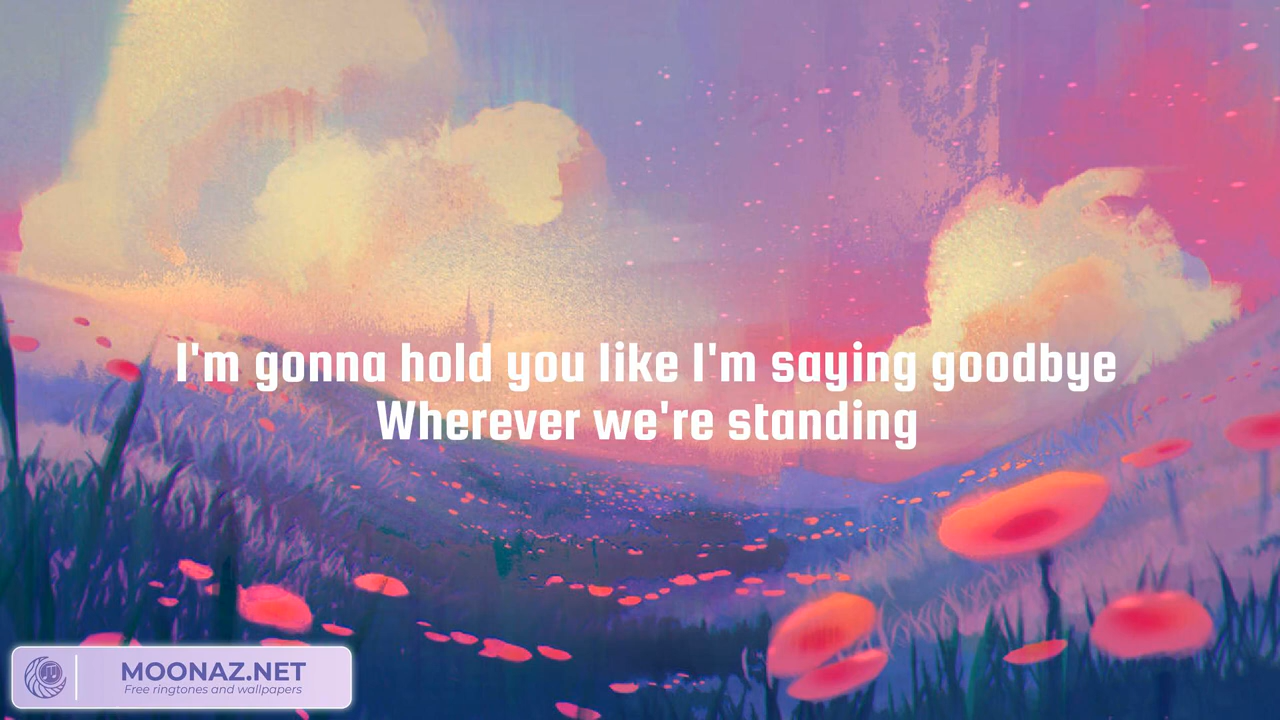 I'm gonna hold you like I'm saying goodbye
Wherever we're standing
MOONAZ.NET
Free ringtones and wallpapers